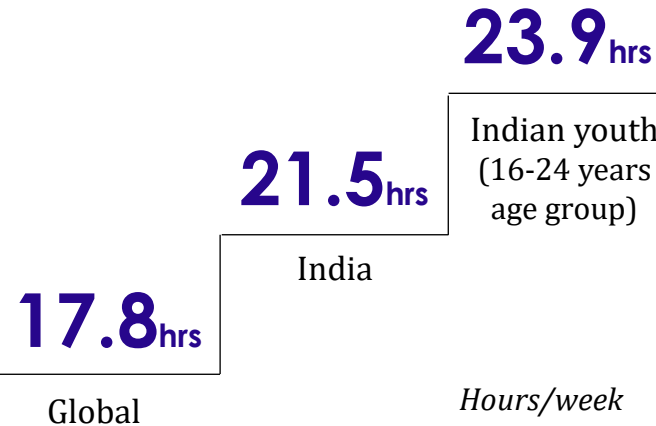 23.9hrs
Indian youth
(16-24 years
age group)
21.5hrs
India
17.8hrs
Global
Hours/week